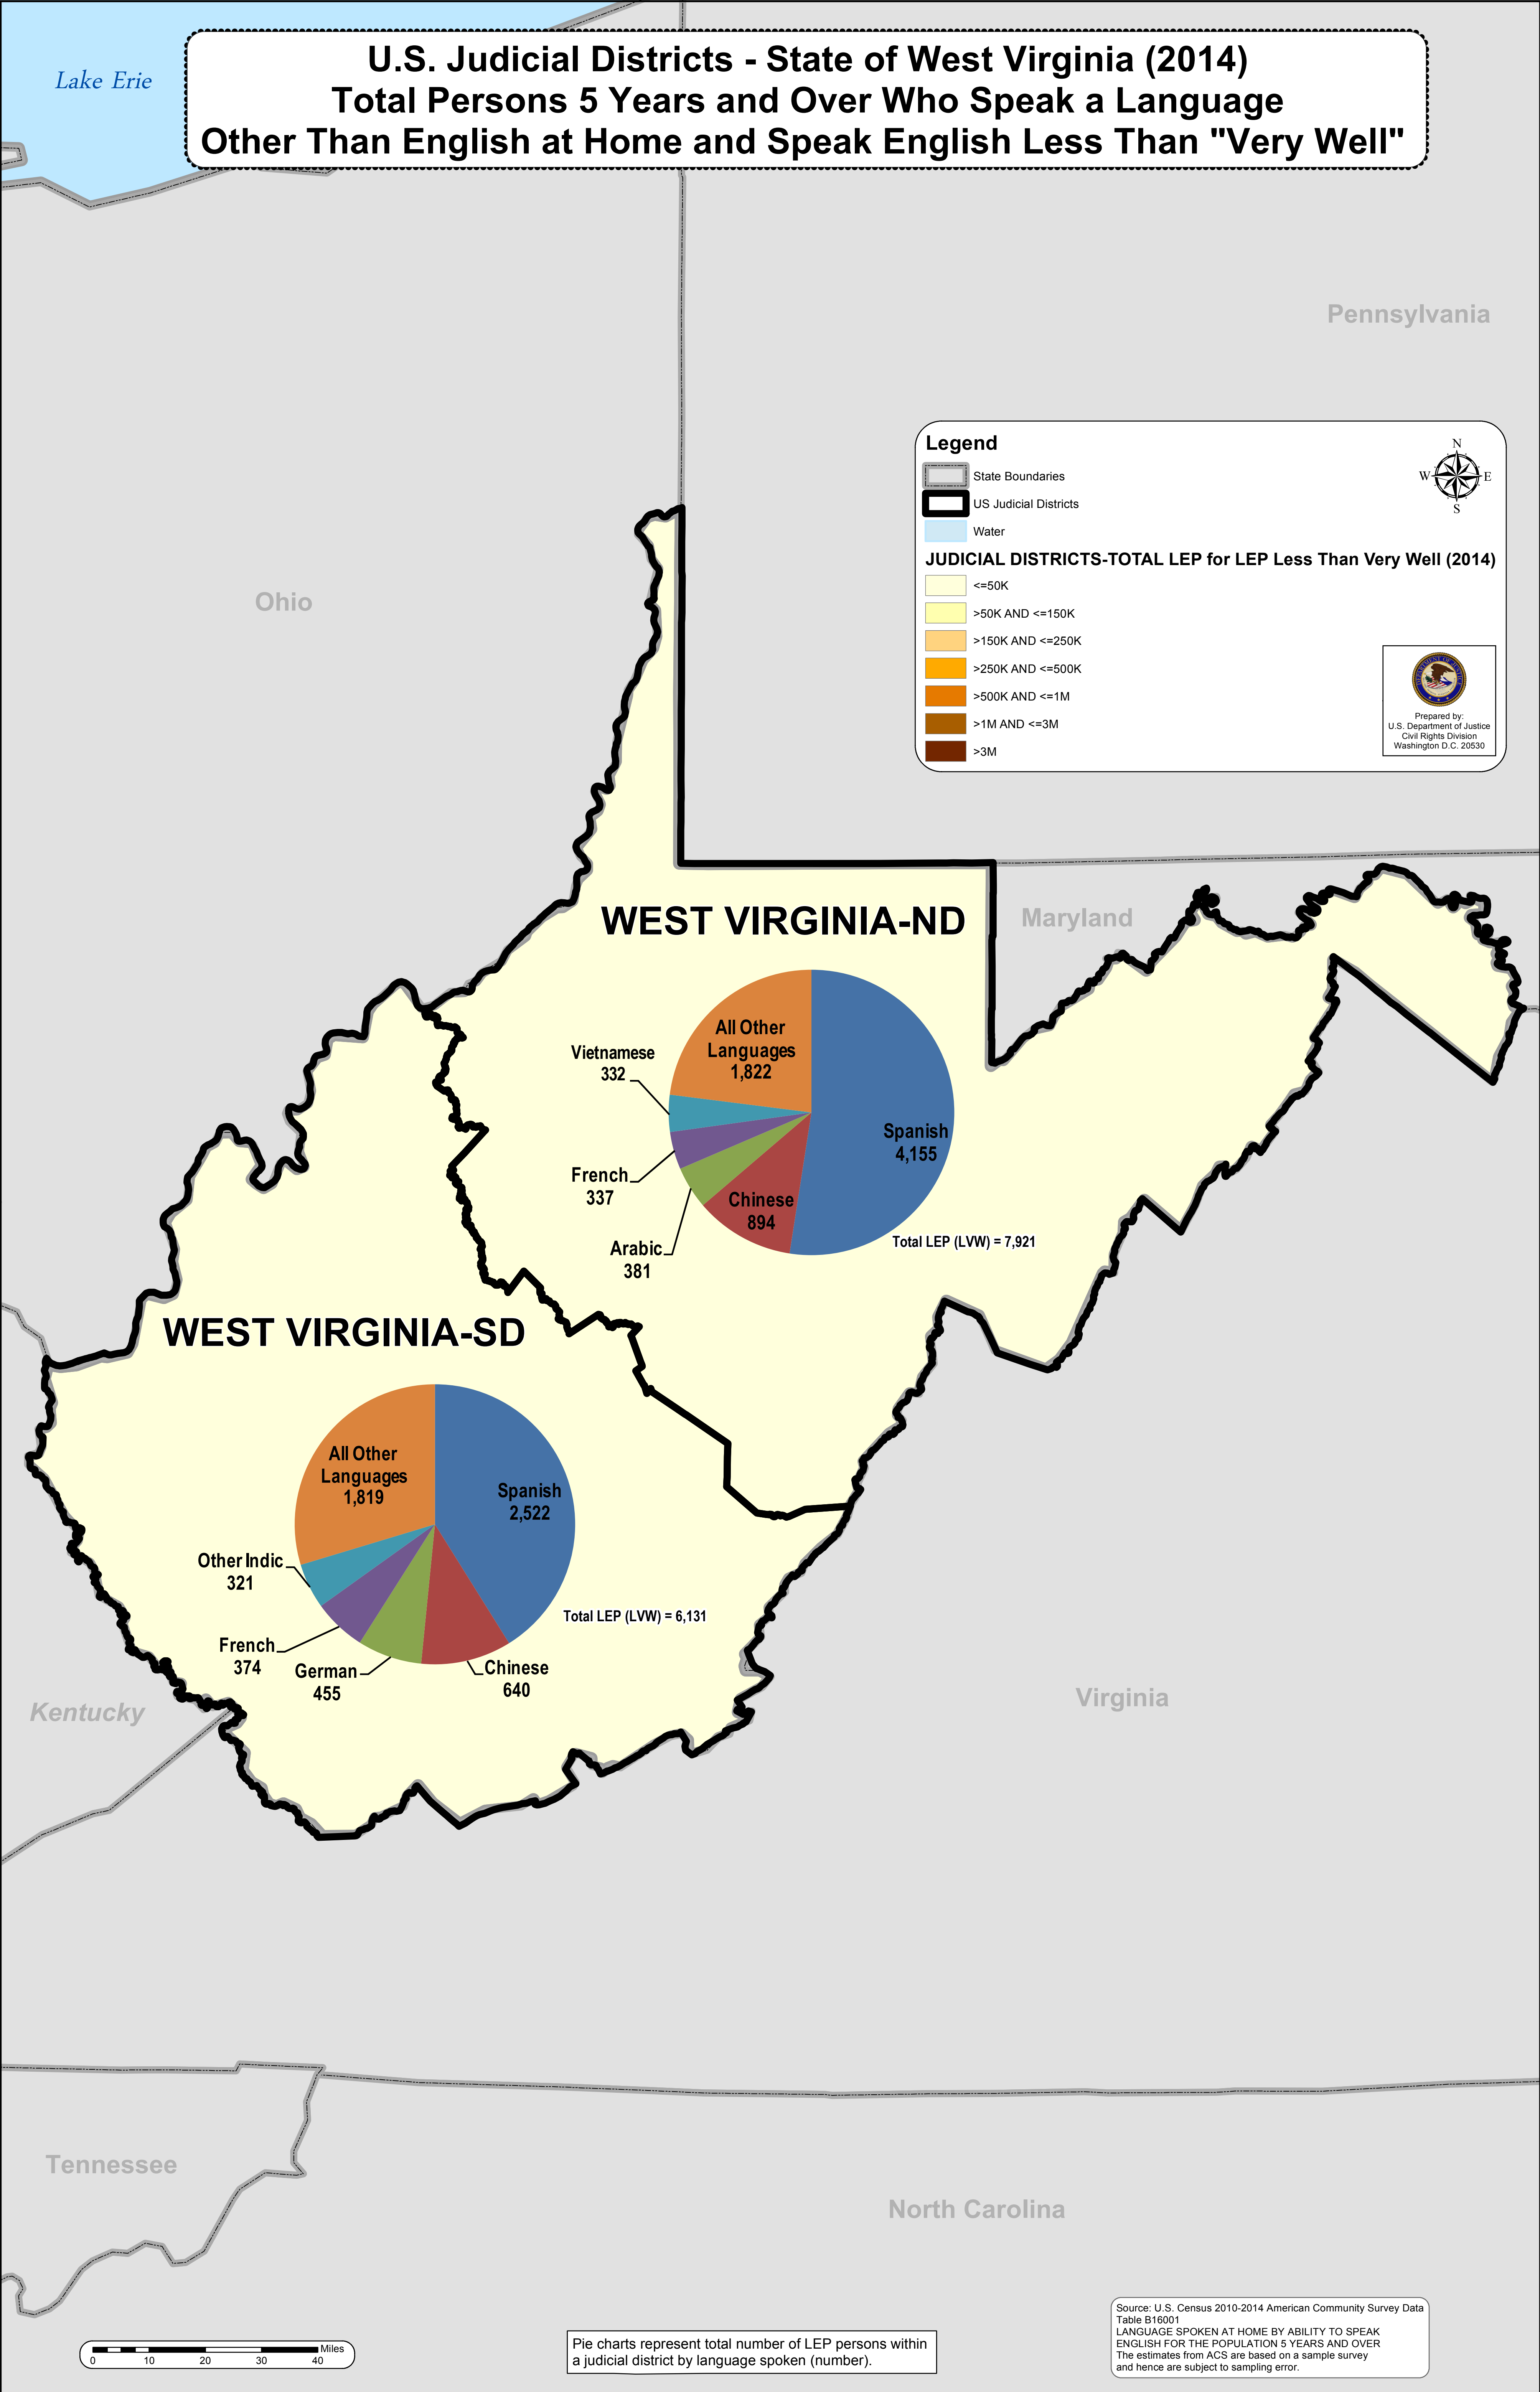 U.S. Judicial Districts - State of West Virginia (2014)
Total Persons 5 Years and Over Who Speak a Language
Other Than English at Home and Speak English Less Than "Very Well"
Lake Erie
Pennsylvania
Legend
State Boundaries
US Judicial Districts
Water
N
W
E
S
JUDICIAL DISTRICTS-TOTAL LEP for LEP Less Than Very Well (2014)
<=50K
>50K AND <=150K
>150K AND <=250K
>250K AND <=500K
>500K AND <=1M
>1M AND <=3M
>3M
Prepared by:
U.S. Department of Justice
Civil Rights Division
Washington D.C. 20530
Ohio
Maryland
WEST VIRGINIA-ND
All Other
Languages
1,822
Vietnamese
332
Spanish
4,155
French
337
Chinese
894
Arabic
381
Total LEP (LVW) = 7,921
WEST VIRGINIA-SD
All Other
Languages
1,819
Spanish
2,522
Other Indic
321
Total LEP (LVW) = 6,131
French
374
German
455
Chinese
640
Kentucky
Virginia
Tennessee
North Carolina
Miles
0 10 20 30 40
Pie charts represent total number of LEP persons within
a judicial district by language spoken (number).
Source: U.S. Census 2010-2014 American Community Survey Data
Table B16001
LANGUAGE SPOKEN AT HOME BY ABILITY TO SPEAK
ENGLISH FOR THE POPULATION 5 YEARS AND OVER
The estimates from ACS are based on a sample survey
and hence are subject to sampling error.